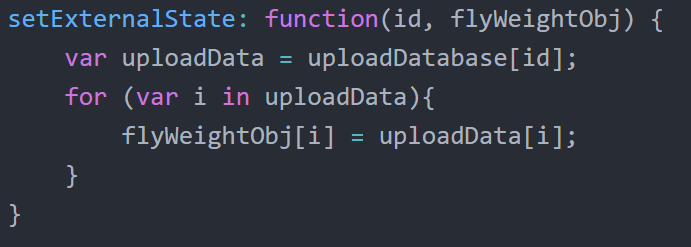 setExternalState: function(id, flyWeightObj) {
    var uploadData = uploadDatabase[id];
    for (var i in uploadData){
        flyWeightObj[i] = uploadData[i];
    }
}